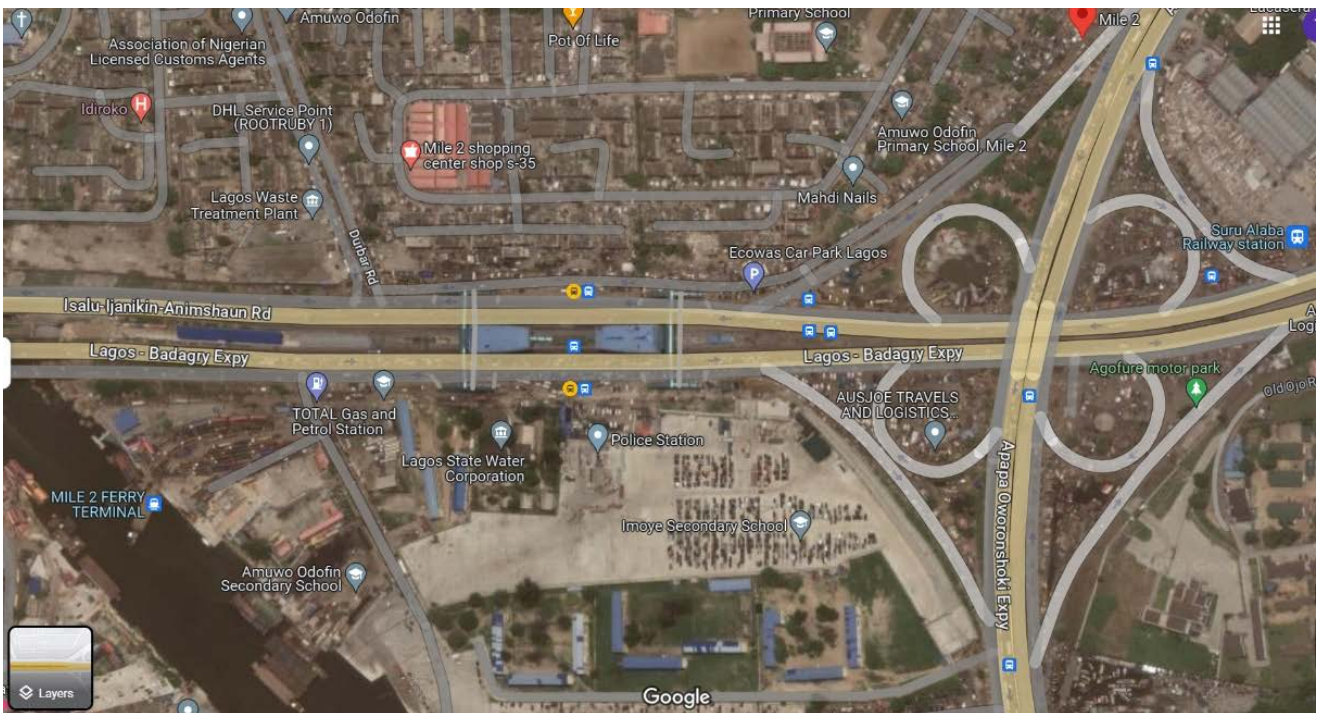 Amuwo Odofin
Association of Nigerian
Licensed Customs Agents
Pot Of Life
Primary School
Mile 2
Idiroko
H
DHL Service Point
(ROOTRUBY 1)
Mile 2 shopping
center shop s-35
Amuwo Odofin
Primary School, Mile 2
Lagos Waste
Treatment Plant
Mahdi Nails
Durbar Rd
Suru Alaba
Railway station
Ecowas Car Park Lagos
P
Isalu-Ijanikin-Animshaun Rd
Lagos - Badagry Expy
Lagos - Badagry Expy
Agofure motor park
Old Ojo R
TOTAL Gas and
Petrol Station
AUSJOE TRAVELS
AND LOGISTICS...
Lagos State Water
Corporation
Police Station
Apapa Oworonshoki Expy
MILE 2 FERRY
TERMINAL
Imoye Secondary School
Amuwo Odofin
Secondary School
Layers
Google